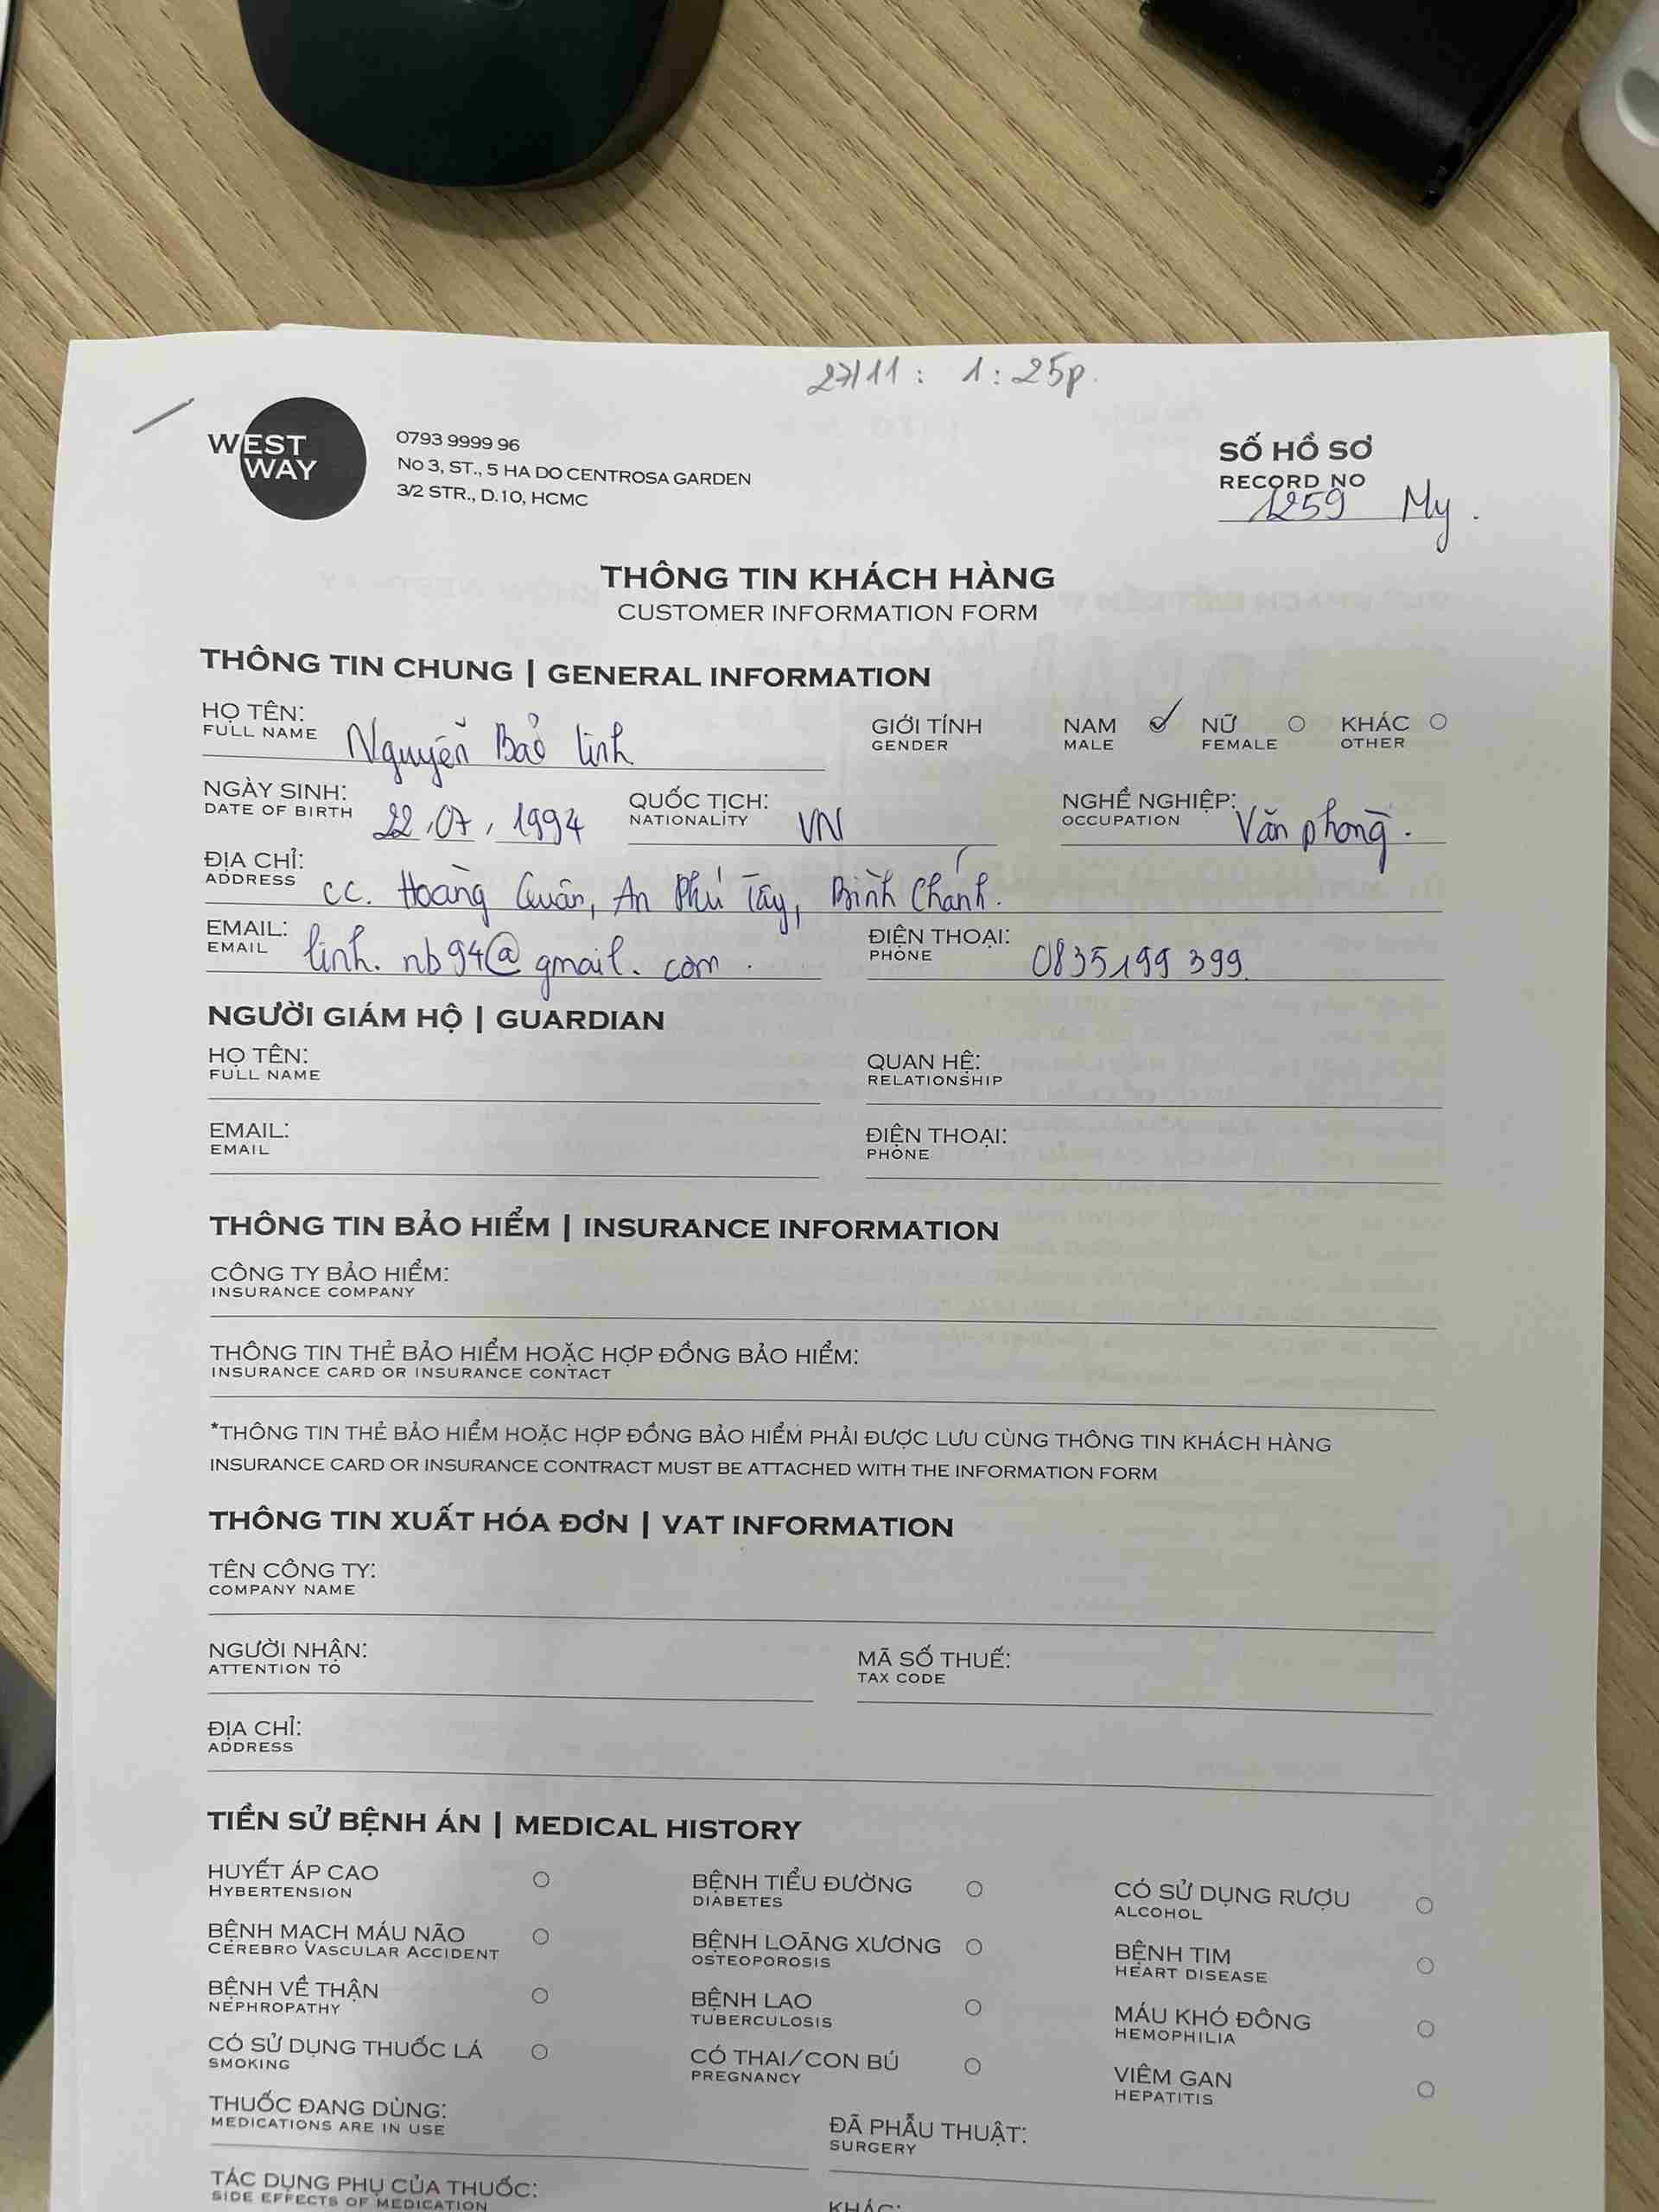 27/11 : 1 : 25p.
WEST WAY
0793 9999 96
No 3, ST., 5 HA DO CENTROSA GARDEN
3/2 STR., D.10, HCMC
SỐ HỒ SƠ
RECORD NO
1259 My.
THÔNG TIN KHÁCH HÀNG
CUSTOMER INFORMATION FORM
THÔNG TIN CHUNG | GENERAL INFORMATION
HỌ TÊN: Nguyễn Bảo Linh GIỚI TÍNH NAM ✓ NỮ KHÁC
FULL NAME GENDER MALE FEMALE OTHER
NGÀY SINH: 22, 07, 1994 QUỐC TỊCH: VN NGHỀ NGHIỆP: Văn phòng.
DATE OF BIRTH NATIONALITY OCCUPATION
ĐỊA CHỈ: cc. Hoàng Quân, An Phú Tây, Bình Chánh.
ADDRESS
EMAIL: linh.nb94@gmail.com. ĐIỆN THOẠI: 0835199 399
EMAIL PHONE
NGƯỜI GIÁM HỘ | GUARDIAN
HỌ TÊN: QUAN HỆ:
FULL NAME RELATIONSHIP
EMAIL: ĐIỆN THOẠI:
EMAIL PHONE
THÔNG TIN BẢO HIỂM | INSURANCE INFORMATION
CÔNG TY BẢO HIỂM:
INSURANCE COMPANY
THÔNG TIN THẺ BẢO HIỂM HOẶC HỢP ĐỒNG BẢO HIỂM:
INSURANCE CARD OR INSURANCE CONTACT
*THÔNG TIN THẺ BẢO HIỂM HOẶC HỢP ĐỒNG BẢO HIỂM PHẢI ĐƯỢC LƯU CÙNG THÔNG TIN KHÁCH HÀNG
INSURANCE CARD OR INSURANCE CONTRACT MUST BE ATTACHED WITH THE INFORMATION FORM
THÔNG TIN XUẤT HÓA ĐƠN | VAT INFORMATION
TÊN CÔNG TY:
COMPANY NAME
NGƯỜI NHẬN: MÃ SỐ THUẾ:
ATTENTION TO TAX CODE
ĐỊA CHỈ:
ADDRESS
TIỀN SỬ BỆNH ÁN | MEDICAL HISTORY
HUYẾT ÁP CAO BỆNH TIỂU ĐƯỜNG CÓ SỬ DỤNG RƯỢU
HYBERTENSION DIABETES ALCOHOL
BỆNH MẠCH MÁU NÃO BỆNH LOÃNG XƯƠNG BỆNH TIM
CEREBRO VASCULAR ACCIDENT OSTEOPOROSIS HEART DISEASE
BỆNH VỀ THẬN BỆNH LAO MÁU KHÓ ĐÔNG
NEPHROPATHY TUBERCULOSIS HEMOPHILIA
CÓ SỬ DỤNG THUỐC LÁ CÓ THAI/CON BÚ VIÊM GAN
SMOKING PREGNANCY HEPATITIS
THUỐC ĐANG DÙNG: ĐÃ PHẪU THUẬT:
MEDICATIONS ARE IN USE SURGERY
TÁC DỤNG PHỤ CỦA THUỐC: KHÁC:
SIDE EFFECTS OF MEDICATION